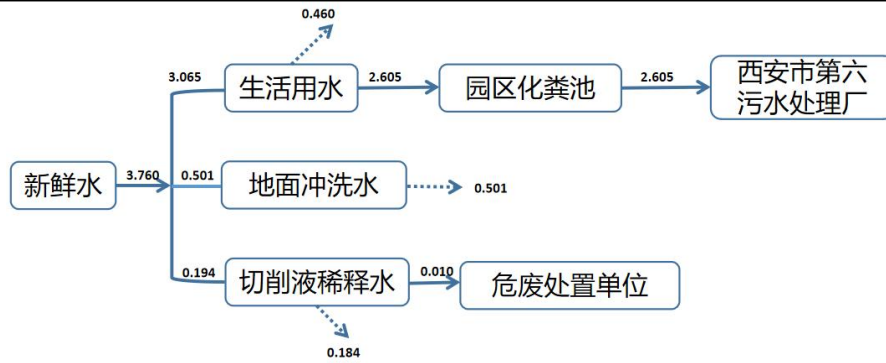 0.460
3.065
生活用水
2.605
园区化粪池
2.605
西安市第六
污水处理厂
新鲜水
3.760
0.501
地面冲洗水
0.501
0.194
切削液稀释水
0.010
危废处置单位
0.184